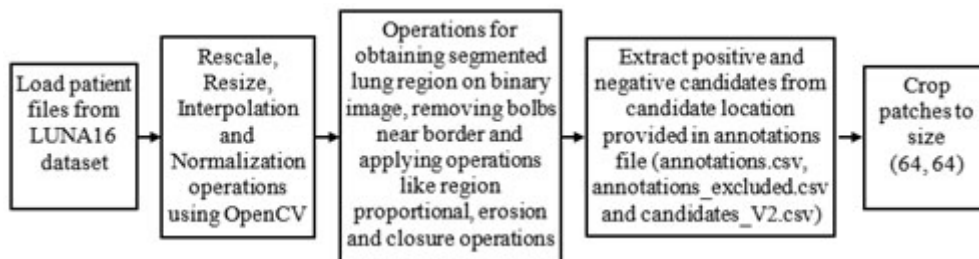 Load patient
files from
LUNA16
dataset
Rescale,
Resize,
Interpolation
and
Normalization
operations
using OpenCV
Operations for
obtaining segmented
lung region on binary
image, removing bolbs
near border and
applying operations
like region
proportional, erosion
and closure operations
Extract positive and
negative candidates from
candidate location
provided in annotations
file (annotations.csv,
annotations_excluded.csv
and candidates_V2.csv)
Crop
patches to
size
(64, 64)